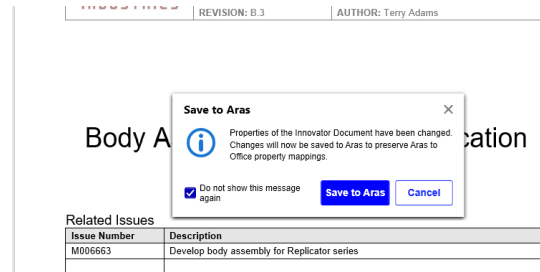 INDUSTRIES
REVISION: B.3
AUTHOR: Terry Adams
Save to Aras
Properties of the Innovator Document have been changed.
Changes will now be saved to Aras to preserve Aras to
Office property mappings.
Do not show this message
again
Save to Aras
Cancel
Body A
cation
Related Issues
Issue Number
Description
M006663
Develop body assembly for Replicator series